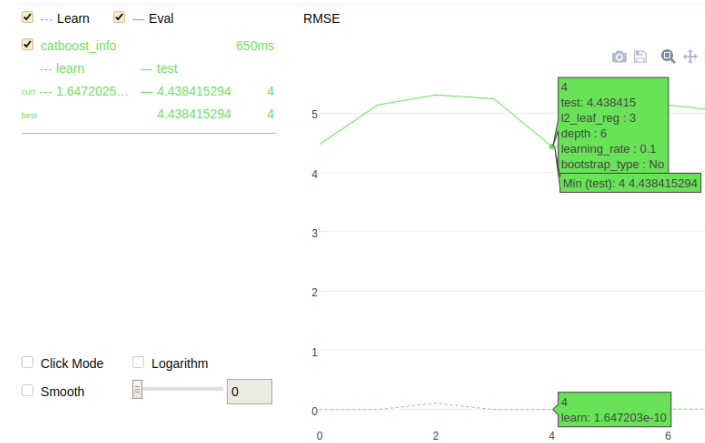 --- Learn — Eval
catboost_info 650ms
--- learn — test
curr --- 1.6472025... — 4.438415294 4
best 4.438415294 4
Click Mode Logarithm
Smooth 0
RMSE
4
test: 4.438415
l2_leaf_reg : 3
depth : 6
learning_rate : 0.1
bootstrap_type : No
Min (test): 4 4.438415294
5
4
3
2
1
0
4
learn: 1.647203e-10
0 2 4 6